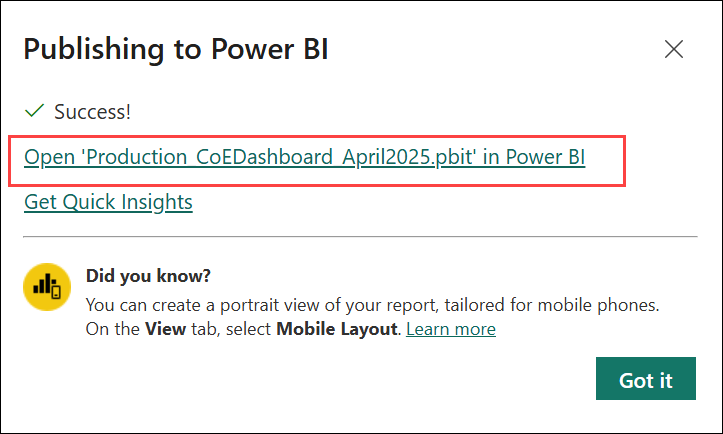 Publishing to Power BI
Success!
Open 'Production_CoEDashboard_April2025.pbit' in Power BI
Get Quick Insights
Did you know?
You can create a portrait view of your report, tailored for mobile phones.
On the View tab, select Mobile Layout. Learn more
Got it